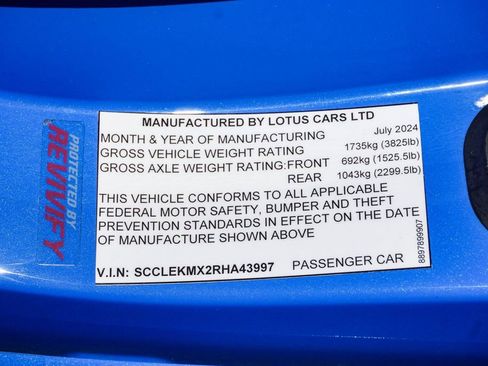 MANUFACTURED BY LOTUS CARS LTD
MONTH & YEAR OF MANUFACTURING July 2024
GROSS VEHICLE WEIGHT RATING 1735kg (3825lb)
GROSS AXLE WEIGHT RATING: FRONT 692kg (1525.5lb)
REAR 1043kg (2299.5lb)
THIS VEHICLE CONFORMS TO ALL APPLICABLE
FEDERAL MOTOR SAFETY, BUMPER AND THEFT
PREVENTION STANDARDS IN EFFECT ON THE DATE
OF MANUFACTURE SHOWN ABOVE
V.I.N: SCCLEKMX2RHA43997 PASSENGER CAR
8897899907
PROTECTED BY
REVIVIFY